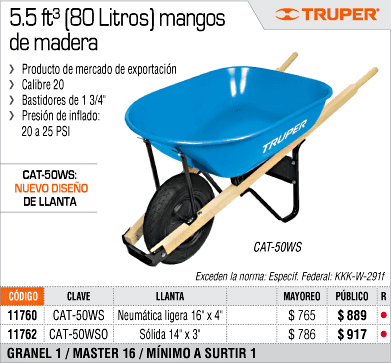 5.5 ft³ (80 Litros) mangos
de madera
TRUPER®
Producto de mercado de exportación
Calibre 20
Bastidores de 1 3/4"
Presión de inflado:
20 a 25 PSI
CAT-50WS:
NUEVO DISEÑO
DE LLANTA
TRUPER
CAT-50WS
Exceden la norma: Especif. Federal: KKK-W-291f
CÓDIGO CLAVE LLANTA MAYOREO PÚBLICO R
11760 CAT-50WS Neumática ligera 16" x 4" $ 765 $ 889
11762 CAT-50WSO Sólida 14" x 3" $ 786 $ 917
GRANEL 1 / MASTER 16 / MÍNIMO A SURTIR 1